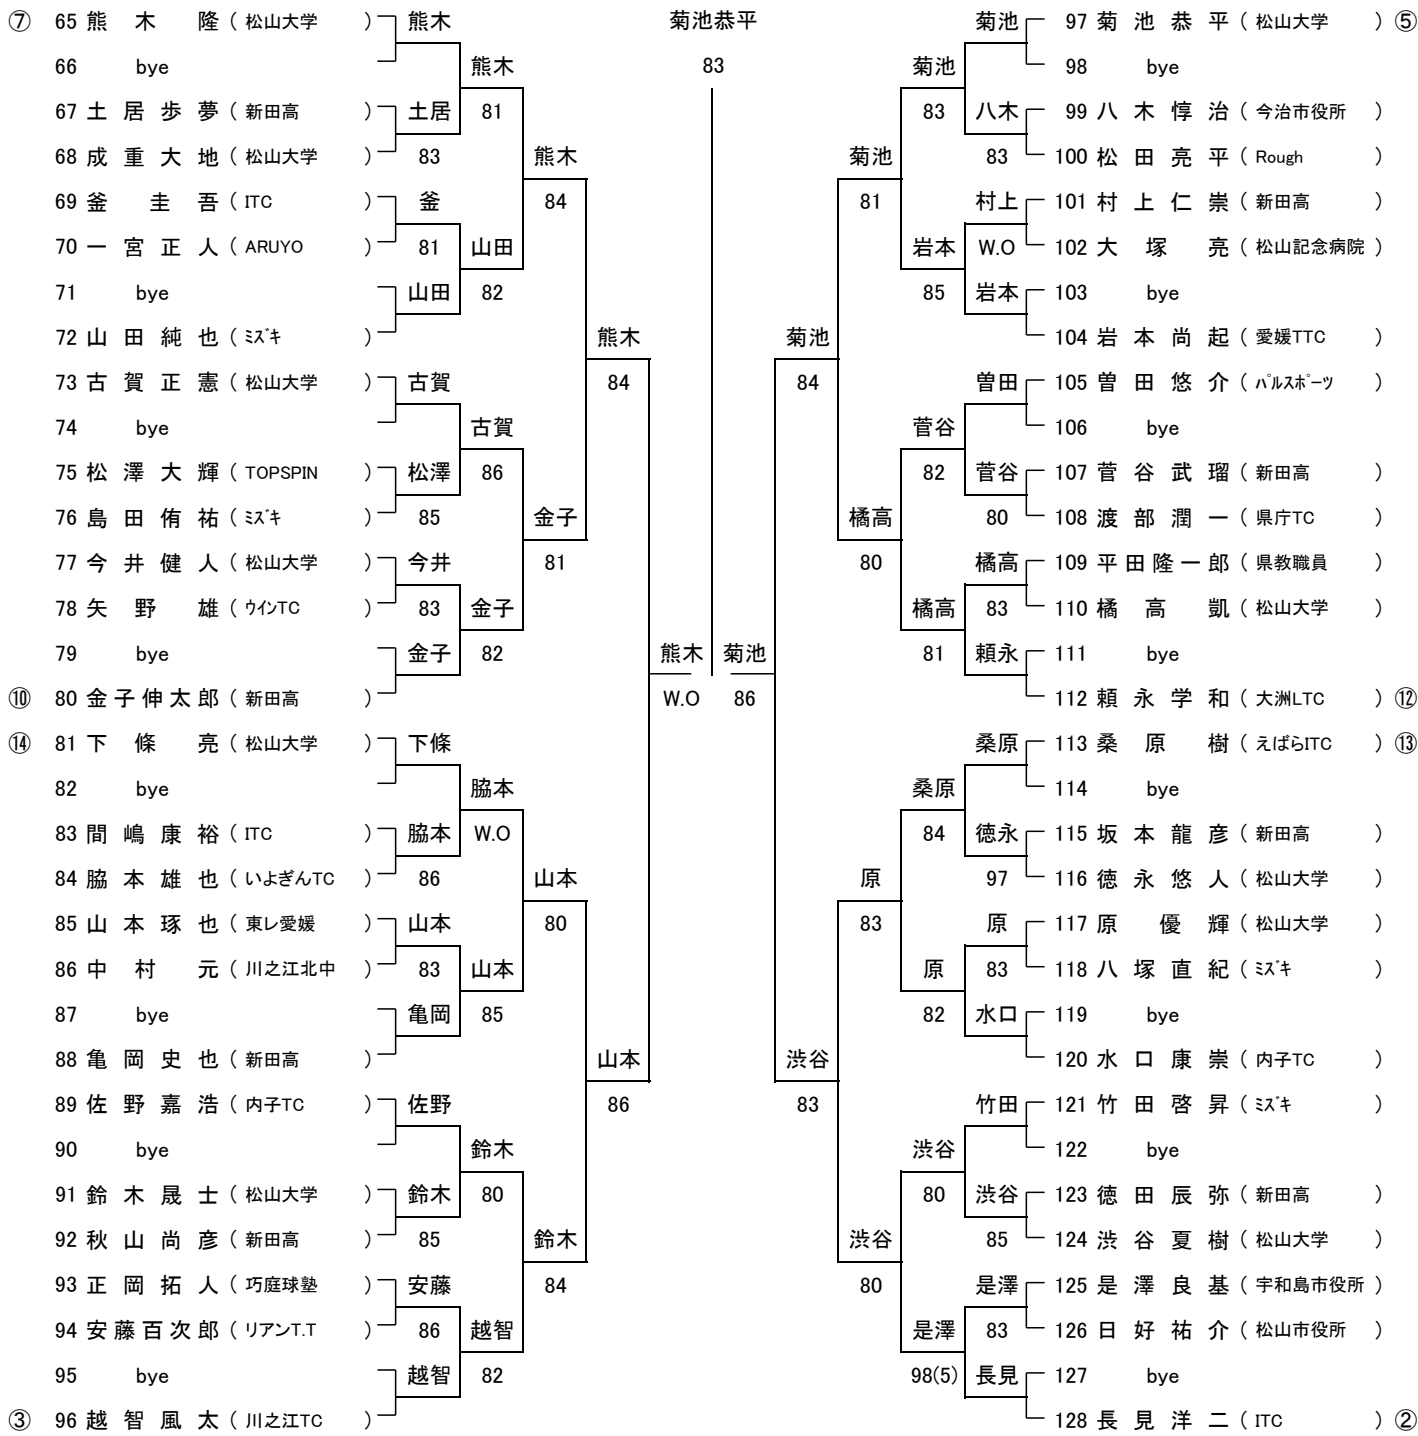 ⑦ 65 熊 木 隆 ( 松山大学 ) 熊木 菊池恭平 菊池 97 菊 池 恭 平 ( 松山大学 ) ⑤
66 bye 熊木 83 菊池 98 bye
67 土 居 歩 夢 ( 新田高 ) 土居 81 83 八木 99 八 木 惇 治 ( 今治市役所 )
68 成 重 大 地 ( 松山大学 ) 83 熊木 菊池 83 100 松 田 亮 平 ( Rough )
69 釜 圭 吾 ( ITC ) 釜 84 81 村上 101 村 上 仁 崇 ( 新田高 )
70 一 宮 正 人 ( ARUYO ) 81 山田 岩本 W.O 102 大 塚 亮 ( 松山記念病院 )
71 bye 山田 82 85 岩本 103 bye
72 山 田 純 也 ( ﾐｽﾞｷ ) 熊木 菊池 104 岩 本 尚 起 ( 愛媛TTC )
73 古 賀 正 憲 ( 松山大学 ) 古賀 84 84 曽田 105 曽 田 悠 介 ( ﾊﾟﾙｽﾎﾟｰﾂ )
74 bye 古賀 菅谷 106 bye
75 松 澤 大 輝 ( TOPSPIN ) 松澤 86 82 菅谷 107 菅 谷 武 瑠 ( 新田高 )
76 島 田 侑 祐 ( ﾐｽﾞｷ ) 85 金子 橘高 80 108 渡 部 潤 一 ( 県庁TC )
77 今 井 健 人 ( 松山大学 ) 今井 81 80 橘高 109 平 田 隆 一 郎 ( 県教職員 )
78 矢 野 雄 ( ｳｲﾝTC ) 83 金子 橘高 83 110 橘 高 凱 ( 松山大学 )
79 bye 金子 82 熊木 菊池 81 頼永 111 bye
⑩ 80 金 子 伸 太 郎 ( 新田高 ) W.O 86 112 頼 永 学 和 ( 大洲LTC ) ⑫
⑭ 81 下 條 亮 ( 松山大学 ) 下條 桑原 113 桑 原 樹 ( えばらITC ) ⑬
82 bye 脇本 桑原 114 bye
83 間 嶋 康 裕 ( ITC ) 脇本 W.O 84 徳永 115 坂 本 龍 彦 ( 新田高 )
84 脇 本 雄 也 ( いよぎんTC ) 86 山本 原 97 116 徳 永 悠 人 ( 松山大学 )
85 山 本 琢 也 ( 東レ愛媛 ) 山本 80 83 原 117 原 優 輝 ( 松山大学 )
86 中 村 元 ( 川之江北中 ) 83 山本 原 83 118 八 塚 直 紀 ( ﾐｽﾞｷ )
87 bye 亀岡 85 82 水口 119 bye
88 亀 岡 史 也 ( 新田高 ) 山本 渋谷 120 水 口 康 崇 ( 内子TC )
89 佐 野 嘉 浩 ( 内子TC ) 佐野 86 83 竹田 121 竹 田 啓 昇 ( ﾐｽﾞｷ )
90 bye 鈴木 渋谷 122 bye
91 鈴 木 晟 士 ( 松山大学 ) 鈴木 80 80 渋谷 123 徳 田 辰 弥 ( 新田高 )
92 秋 山 尚 彦 ( 新田高 ) 85 鈴木 渋谷 85 124 渋 谷 夏 樹 ( 松山大学 )
93 正 岡 拓 人 ( 巧庭球塾 ) 安藤 84 80 是澤 125 是 澤 良 基 ( 宇和島市役所 )
94 安 藤 百 次 郎 ( リアンT.T ) 86 越智 是澤 83 126 日 好 祐 介 ( 松山市役所 )
95 bye 越智 82 98(5) 長見 127 bye
③ 96 越 智 風 太 ( 川之江TC ) 128 長 見 洋 二 ( ITC ) ②